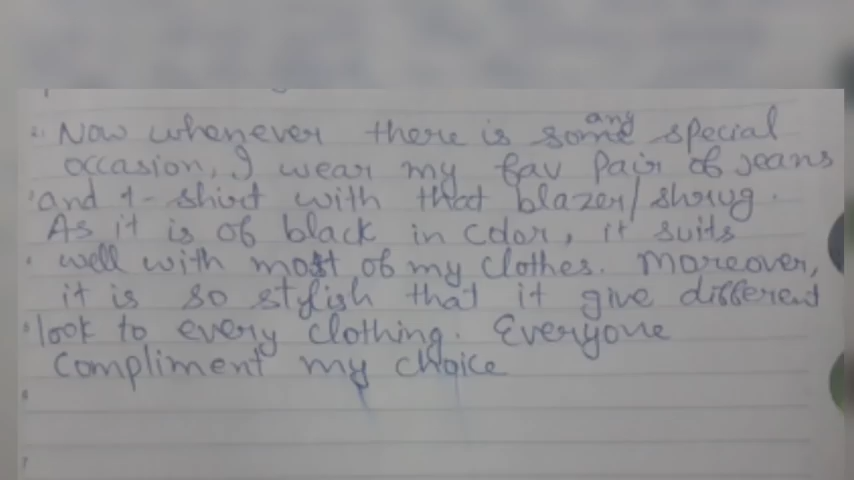 Now whenever there is some any special
occasion, I wear my fav pair of jeans
and t-shirt with that blazer/shrug.
As it is of black in color, it suits
well with most of my clothes. Moreover,
it is so stylish that it give different
look to every clothing. Everyone
compliment my choice